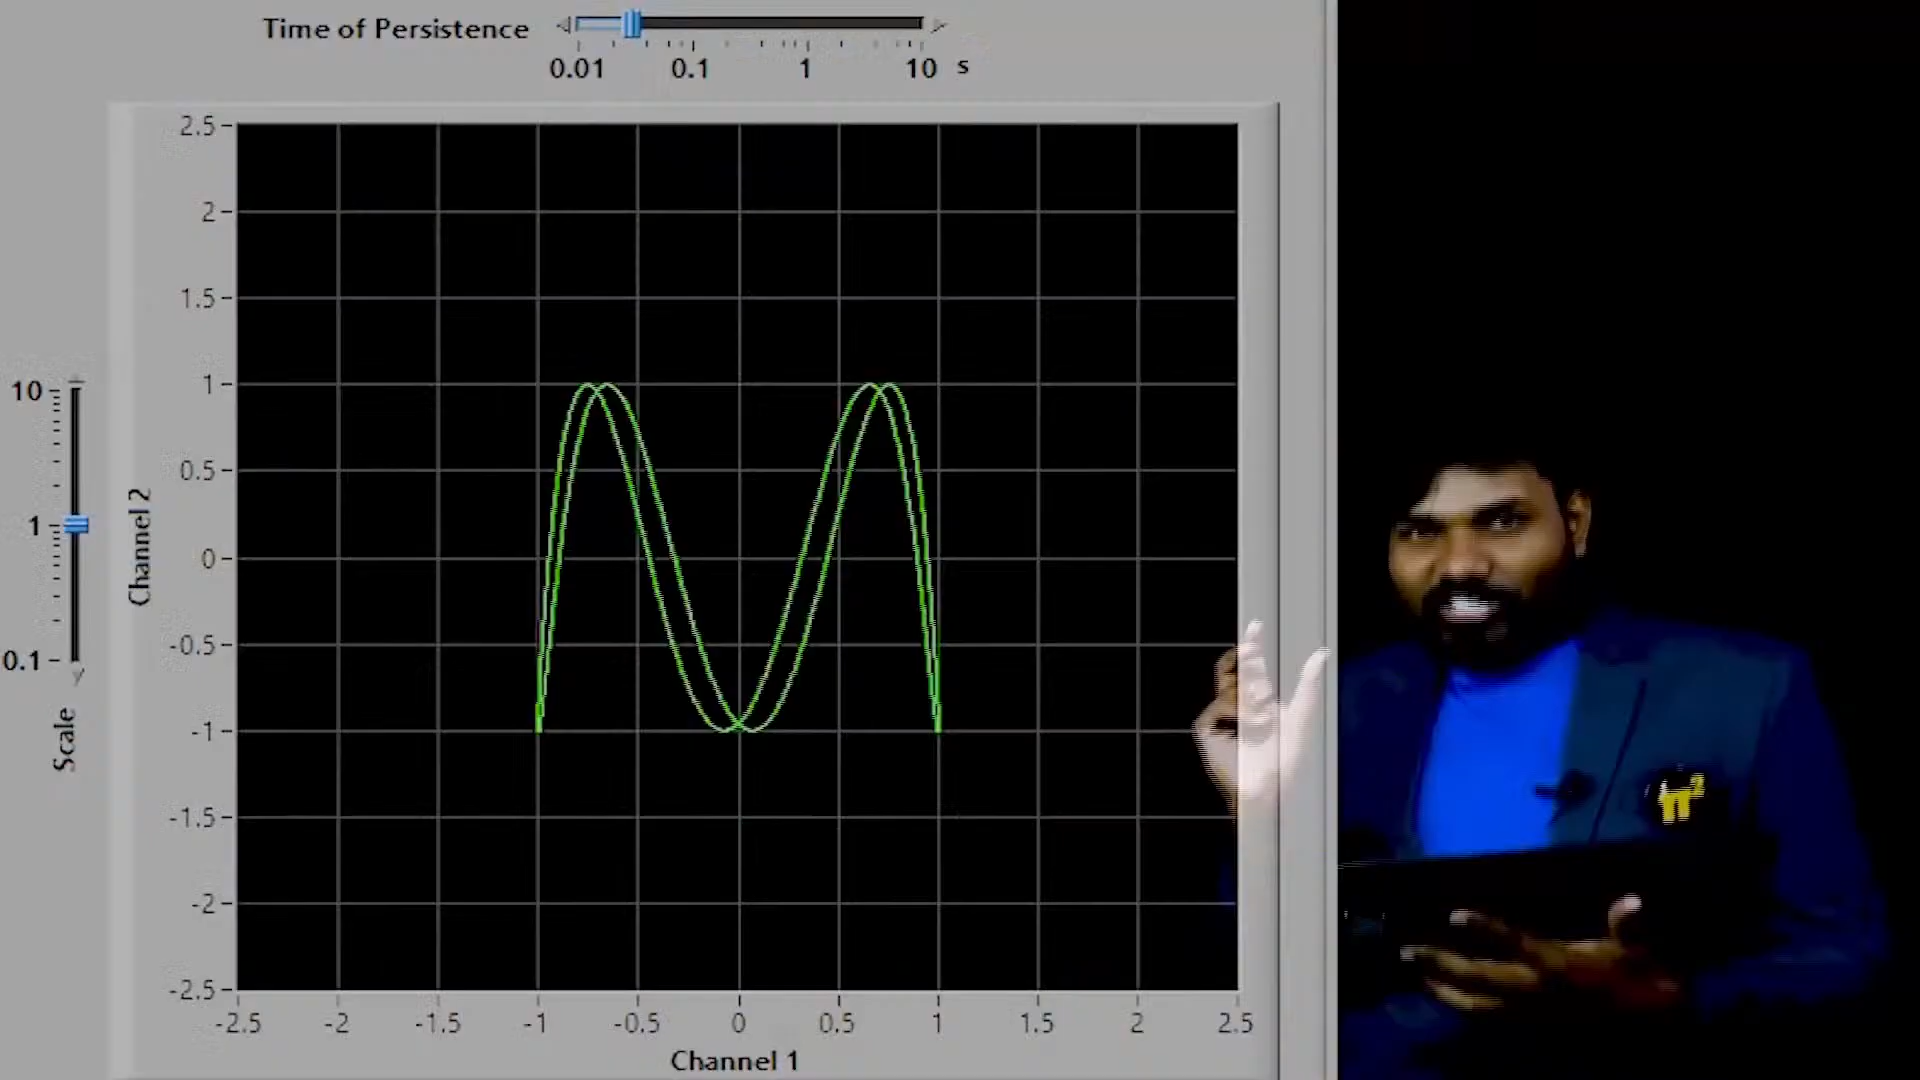 Time of Persistence
0.01 0.1 1 10 s
2.5
2
1.5
1
0.5
0
-0.5
-1
-1.5
-2
-2.5
Channel 2
10
1
0.1
Scale
-2.5 -2 -1.5 -1 -0.5 0 0.5 1 1.5 2 2.5
Channel 1
π²